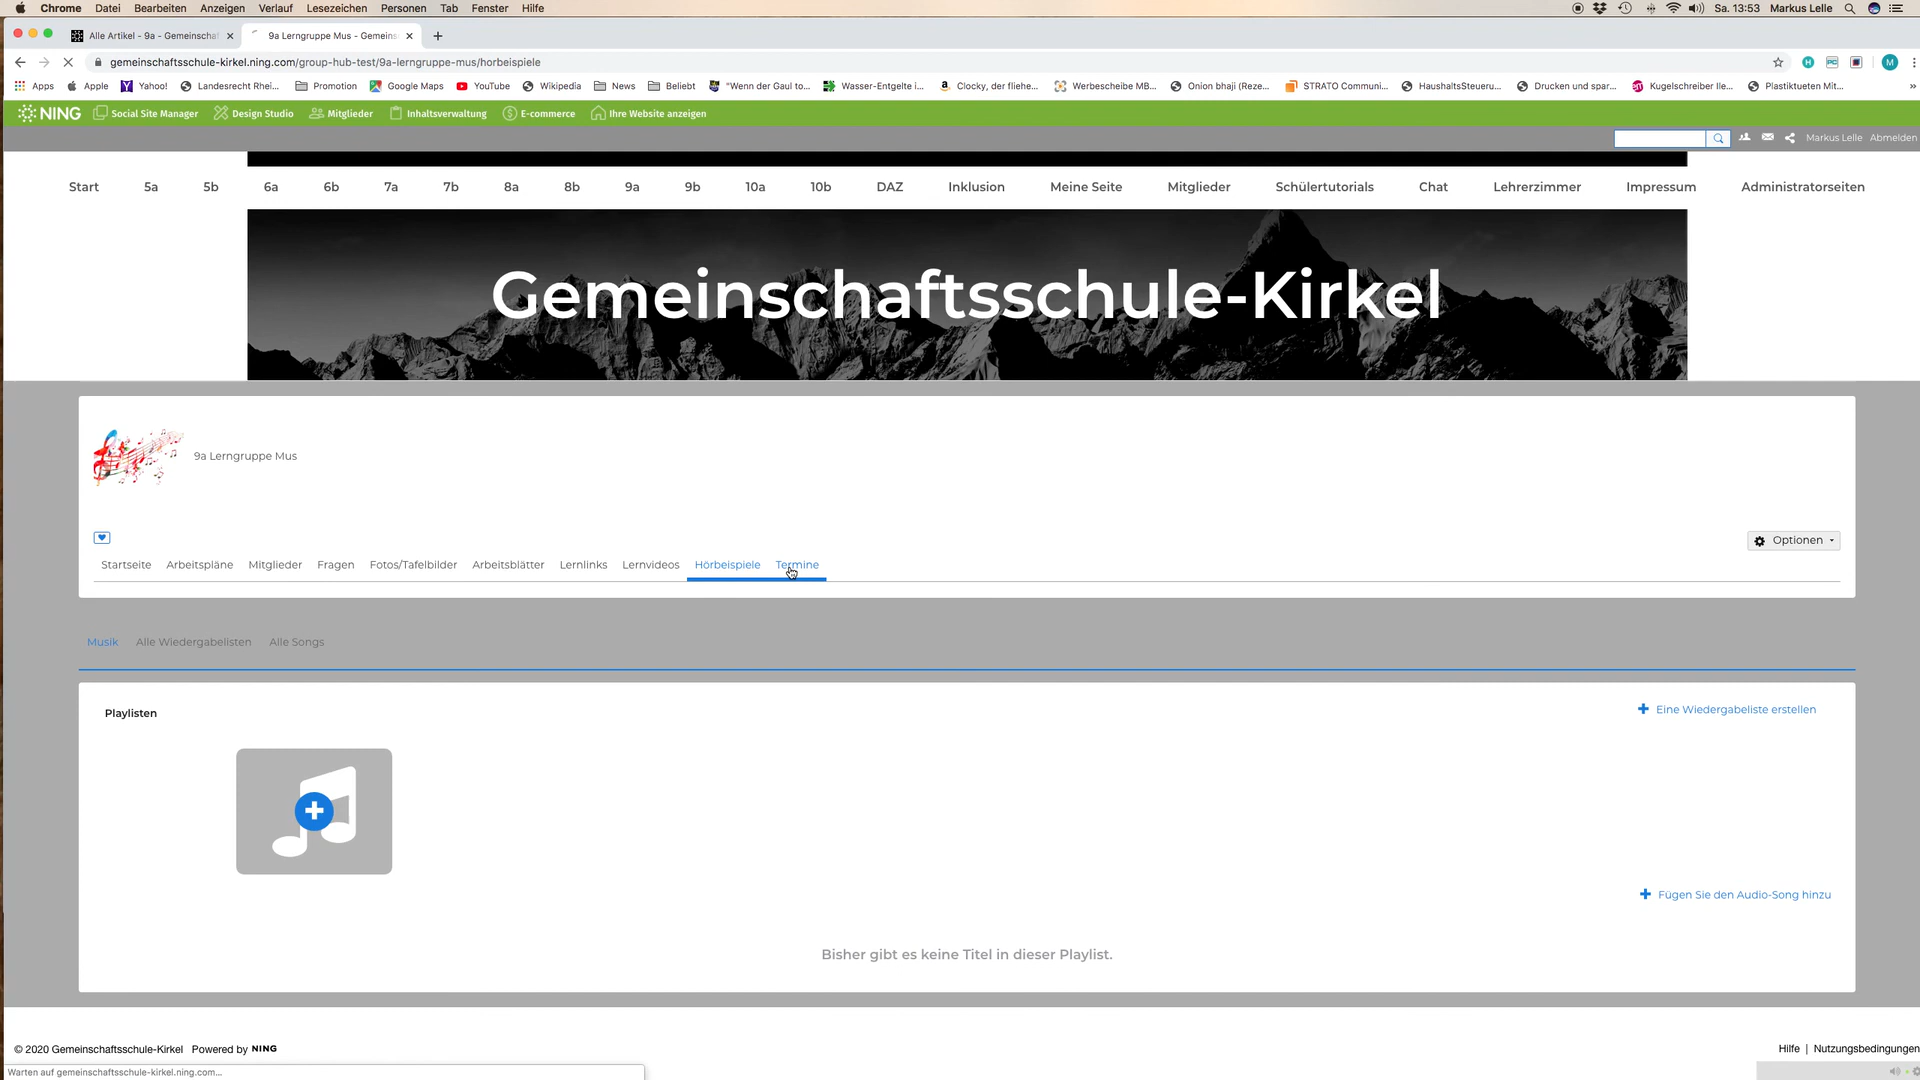 Chrome Datei Bearbeiten Anzeigen Verlauf Lesezeichen Personen Tab Fenster Hilfe Sa. 13:53 Markus Lelle
Alle Artikel - 9a - Gemeinschaf 9a Lerngruppe Mus - Gemeins
gemeinschaftsschule-kirkel.ning.com/group-hub-test/9a-lerngruppe-mus/horbeispiele
Apps Apple Yahoo! Landesrecht Rhei... Promotion Google Maps YouTube Wikipedia News Beliebt "Wenn der Gaul to... Wasser-Entgelte i... Clocky, der fliehe... Werbescheibe MB... Onion bhaji (Reze... STRATO Communi... HaushaltsSteueru... Drucken und spar... Kugelschreiber lle... Plastiktueten Mit... »
NING Social Site Manager Design Studio Mitglieder Inhaltsverwaltung E-commerce Ihre Website anzeigen
Markus Lelle Abmelden
Start 5a 5b 6a 6b 7a 7b 8a 8b 9a 9b 10a 10b DAZ Inklusion Meine Seite Mitglieder Schülertutorials Chat Lehrerzimmer Impressum Administratorseiten
Gemeinschaftsschule-Kirkel
9a Lerngruppe Mus
Optionen
Startseite Arbeitspläne Mitglieder Fragen Fotos/Tafelbilder Arbeitsblätter Lernlinks Lernvideos Hörbeispiele Termine
Musik Alle Wiedergabelisten Alle Songs
Playlisten + Eine Wiedergabeliste erstellen
+ Fügen Sie den Audio-Song hinzu
Bisher gibt es keine Titel in dieser Playlist.
© 2020 Gemeinschaftsschule-Kirkel Powered by NING Hilfe | Nutzungsbedingungen
Warten auf gemeinschaftsschule-kirkel.ning.com...